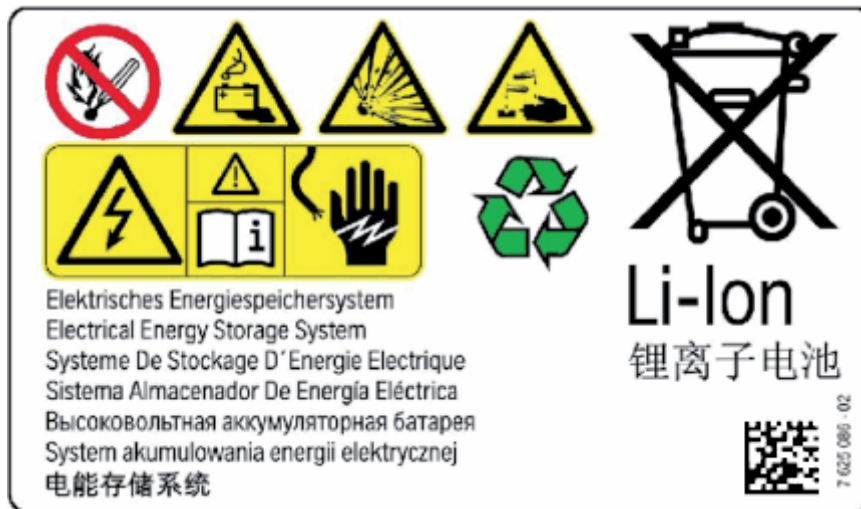 Elektrisches Energiespeichersystem
Electrical Energy Storage System
Systeme De Stockage D´Energie Electrique
Sistema Almacenador De Energía Eléctrica
Высоковольтная аккумуляторная батарея
System akumulowania energii elektrycznej
电能存储系统
i
Li-Ion
锂离子电池
7 625 086 - 02